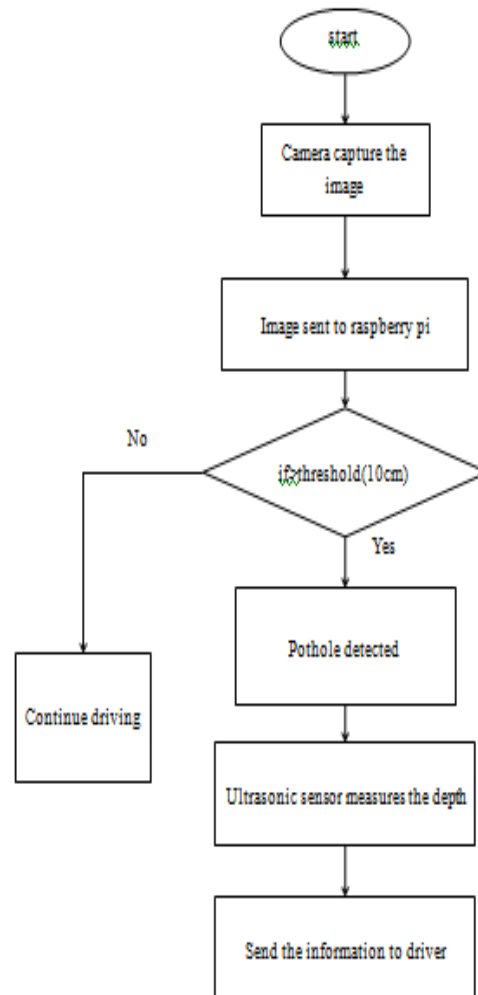 start
Camera capture the
image
Image sent to raspberry pi
No
if>threshold(10cm)
Yes
Pothole detected
Continue driving
Ultrasonic sensor measures the depth
Send the information to driver